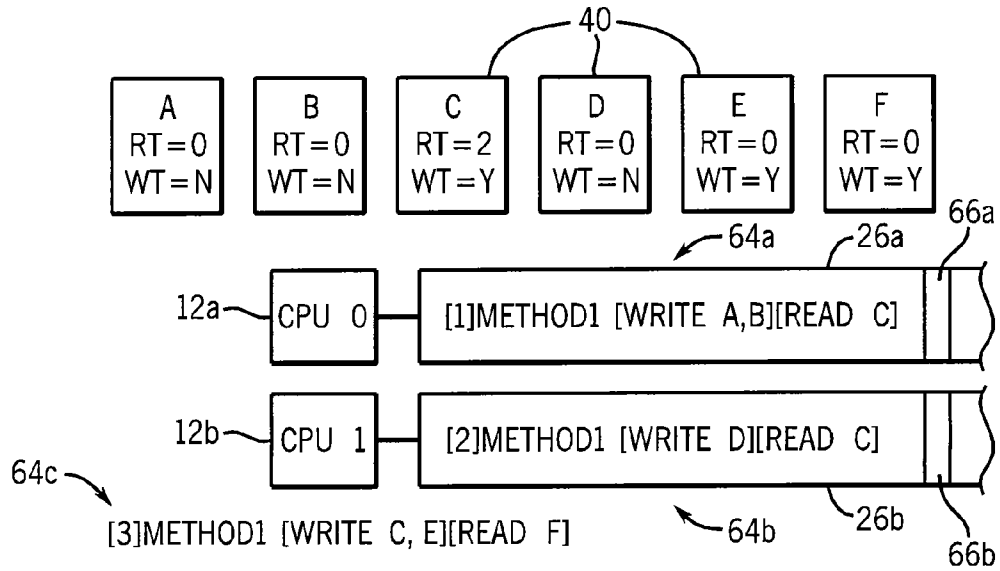 40
A B C D E F
RT=0 RT=0 RT=2 RT=0 RT=0 RT=0
WT=N WT=N WT=Y WT=N WT=Y WT=Y
64a 26a 66a
12a CPU 0 [1]METHOD1 [WRITE A,B][READ C]
12b CPU 1 [2]METHOD1 [WRITE D][READ C]
64c
[3]METHOD1 [WRITE C, E][READ F]
64b 26b 66b